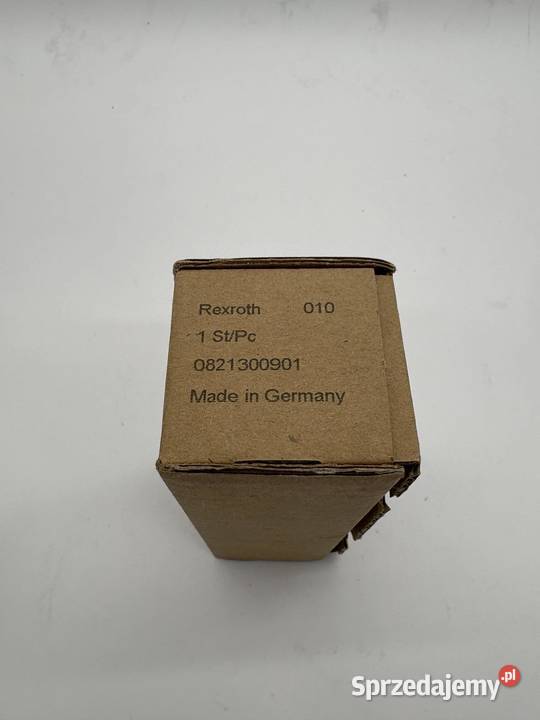 Rexroth 010
1 St/Pc
0821300901
Made in Germany
Sprzedajemy.pl